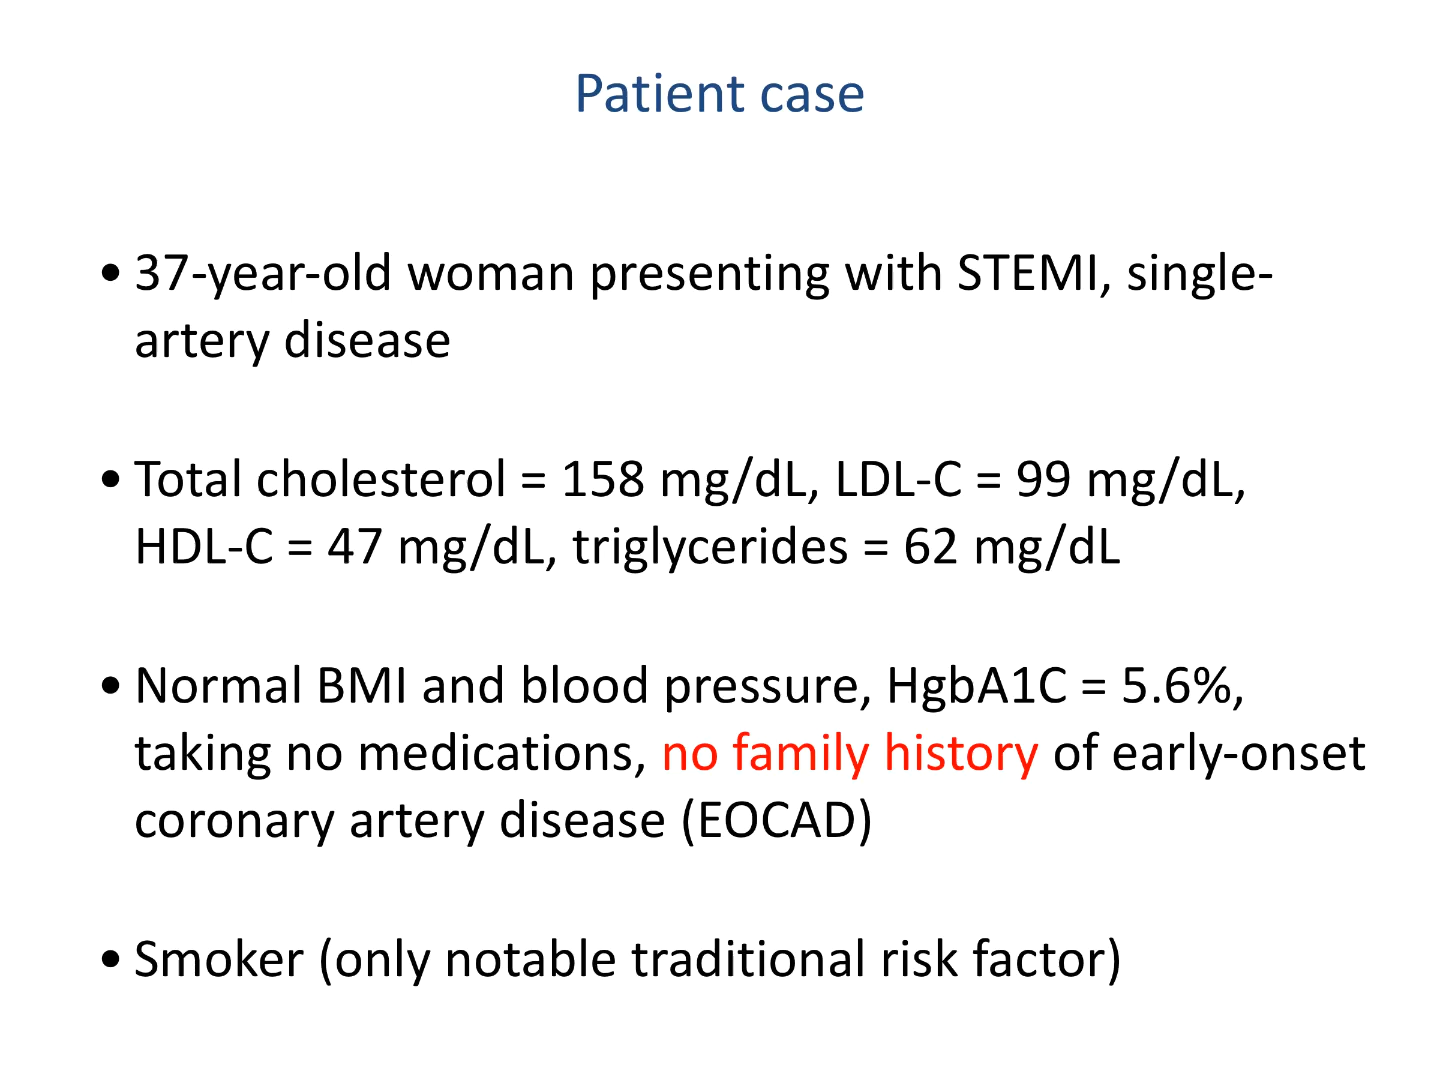 Patient case
• 37-year-old woman presenting with STEMI, single-
artery disease
• Total cholesterol = 158 mg/dL, LDL-C = 99 mg/dL,
HDL-C = 47 mg/dL, triglycerides = 62 mg/dL
• Normal BMI and blood pressure, HgbA1C = 5.6%,
taking no medications, no family history of early-onset
coronary artery disease (EOCAD)
• Smoker (only notable traditional risk factor)